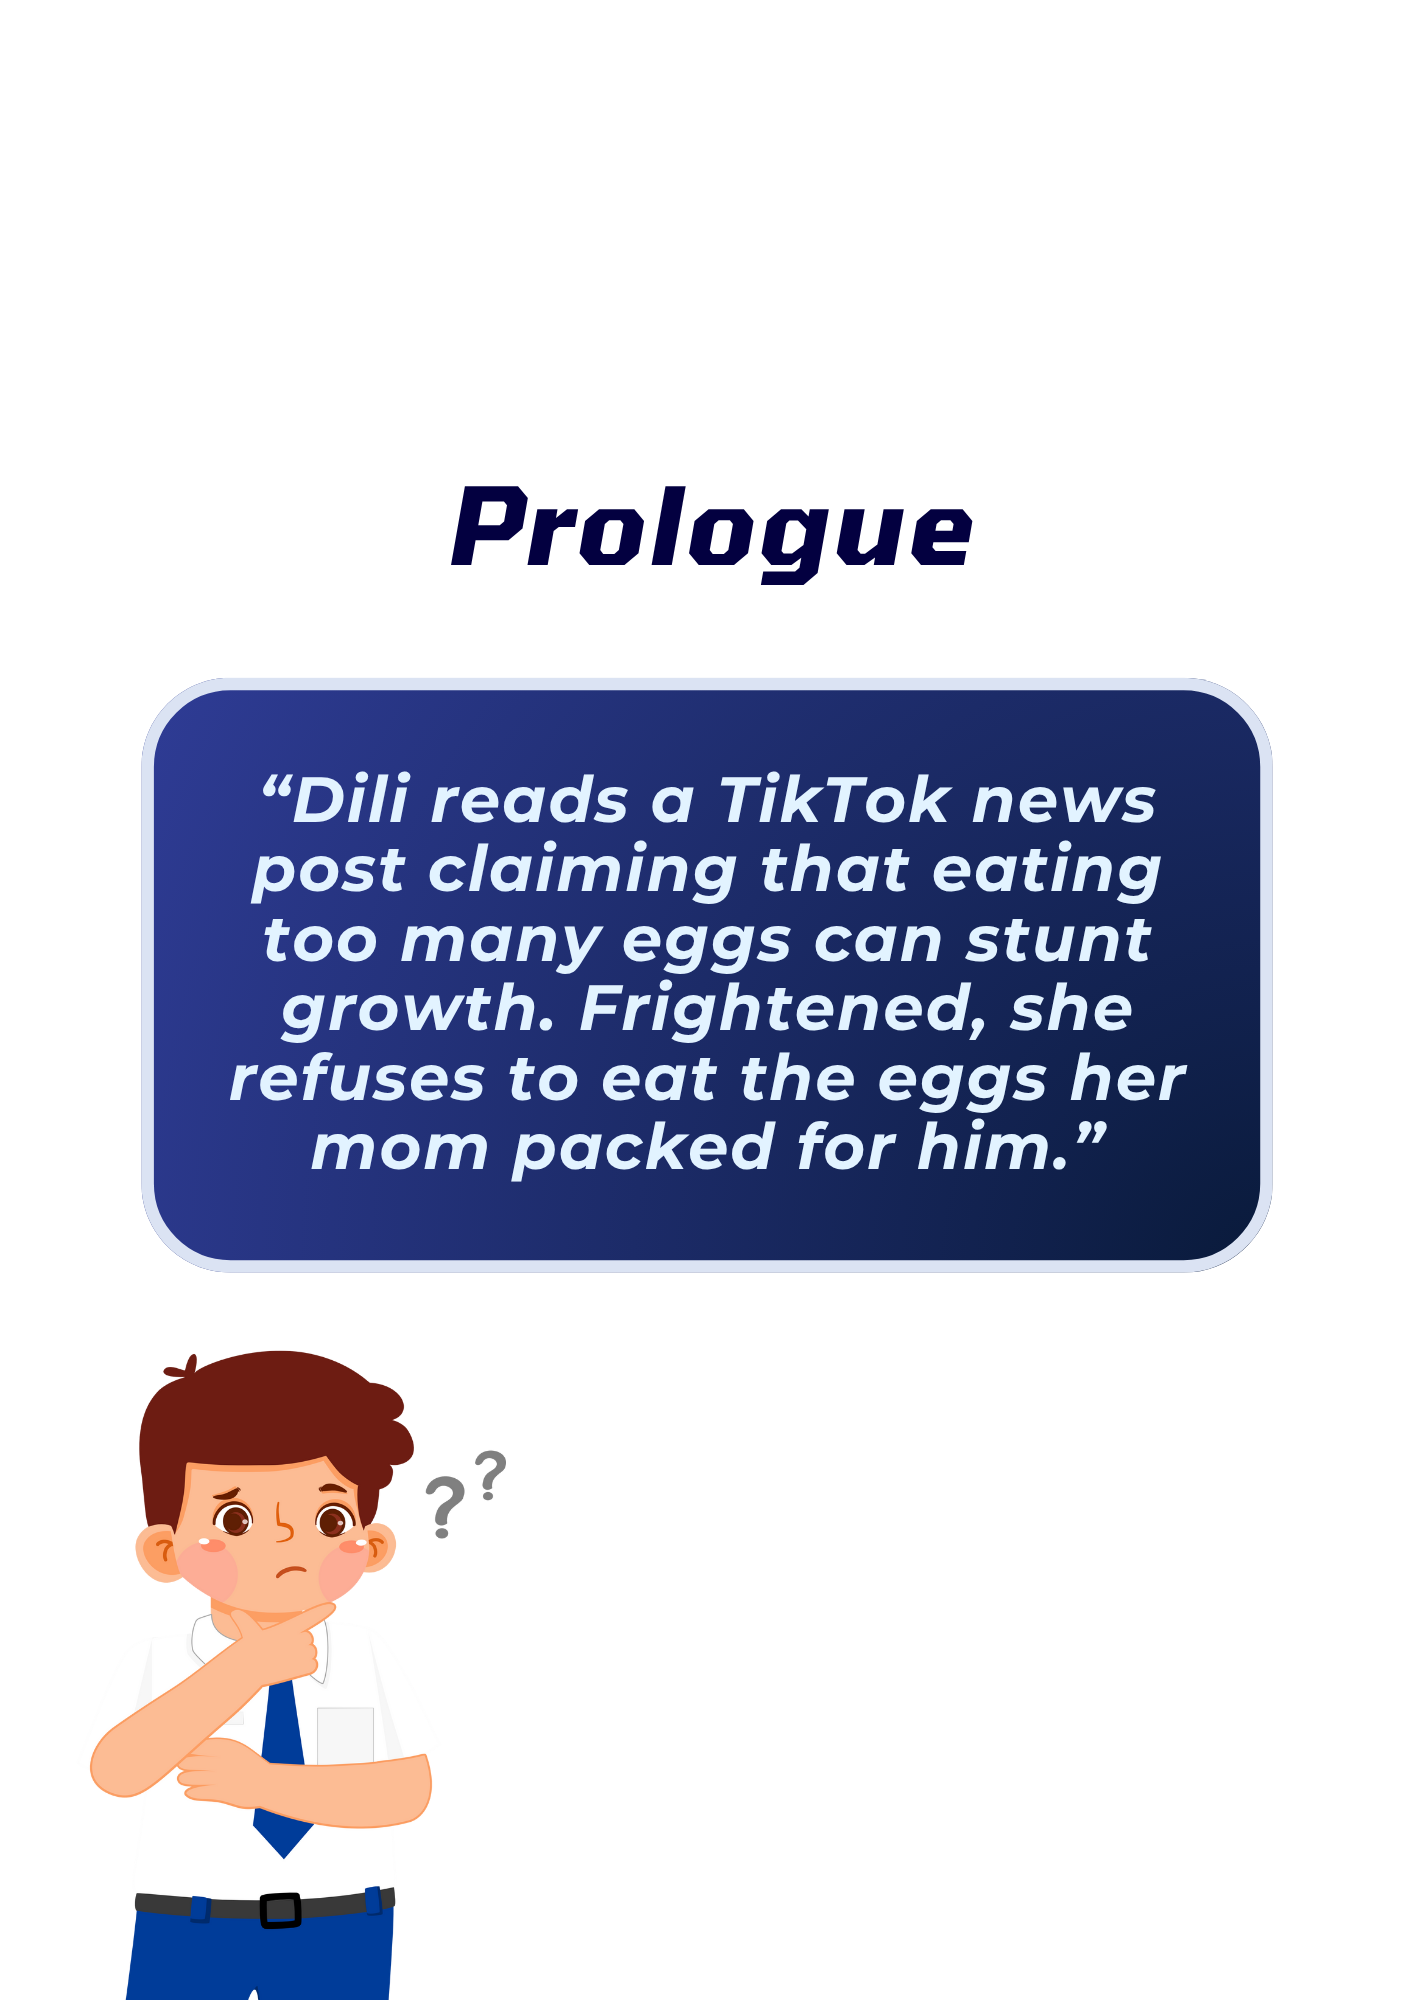 Prologue
“Dili reads a TikTok news
post claiming that eating
too many eggs can stunt
growth. Frightened, she
refuses to eat the eggs her
mom packed for him.”
? ?